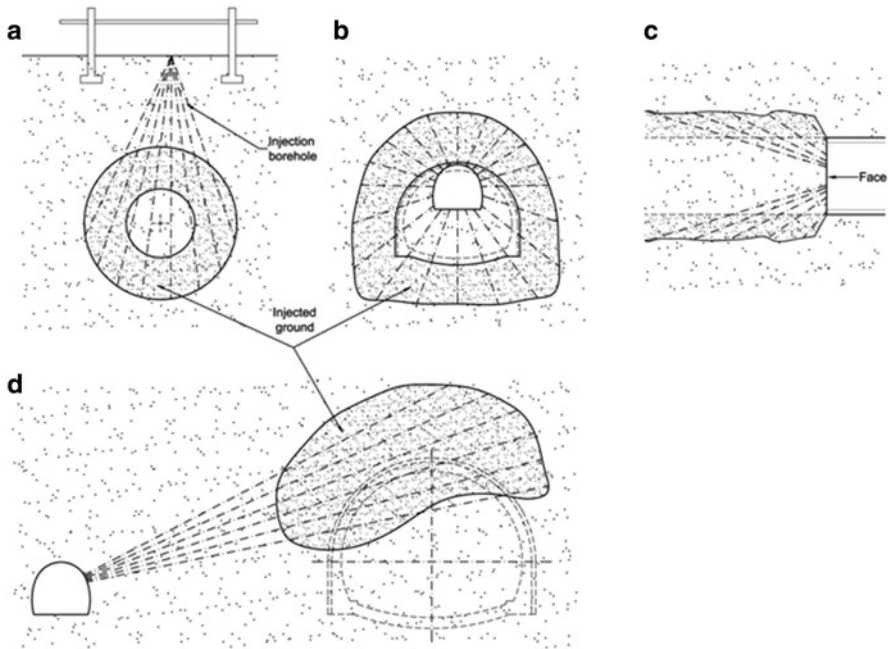 a
b
c
Injection
borehole
Face
Injected
ground
d